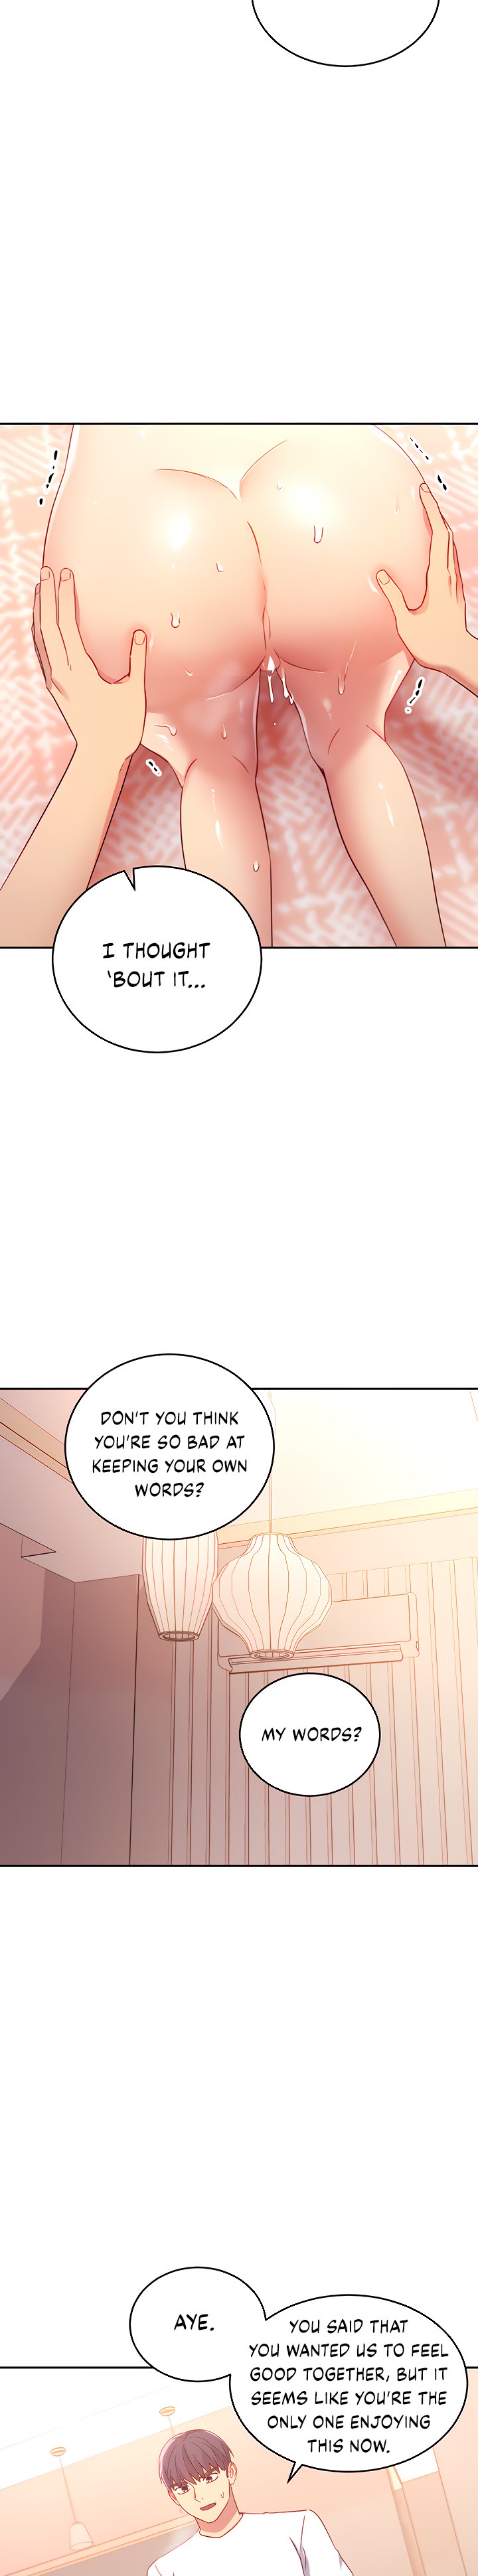 I THOUGHT
'BOUT IT...
DON'T YOU THINK
YOU'RE SO BAD AT
KEEPING YOUR OWN
WORDS?
MY WORDS?
AYE.
YOU SAID THAT
YOU WANTED US TO FEEL
GOOD TOGETHER, BUT IT
SEEMS LIKE YOU'RE THE
ONLY ONE ENJOYING
THIS NOW.